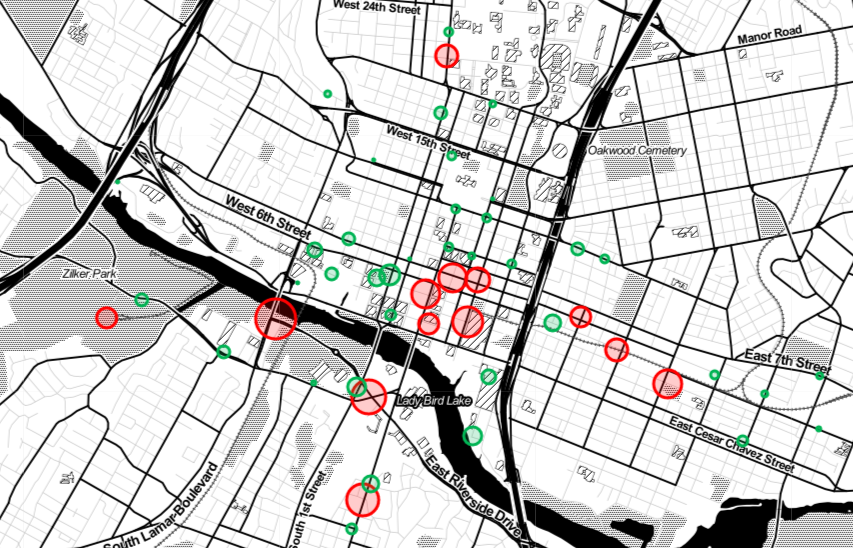 West 24th Street
Manor Road
West 15th Street
Oakwood Cemetery
West 6th Street
Zilker Park
East 7th Street
Lady Bird Lake
East Cesar Chavez Street
East Riverside Drive
South Lamar Boulevard
South 1st Street